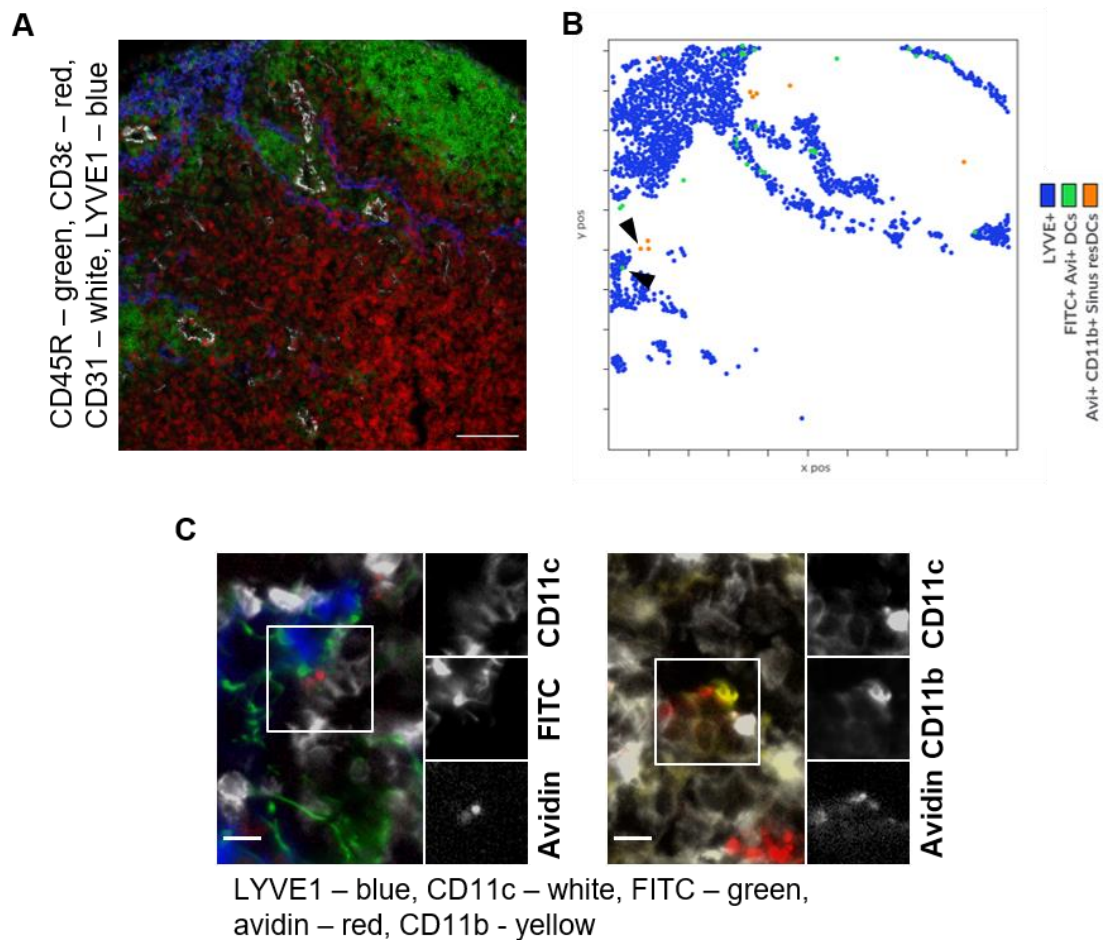 A
CD45R – green, CD3ε – red,
CD31 – white, LYVE1 – blue
B
y pos
x pos
LYVE+
FITC+ Avi+ DCs
Avi+ CD11b+ Sinus resDCs
C
CD11c
FITC
Avidin
CD11c
CD11b
Avidin
LYVE1 – blue, CD11c – white, FITC – green,
avidin – red, CD11b - yellow